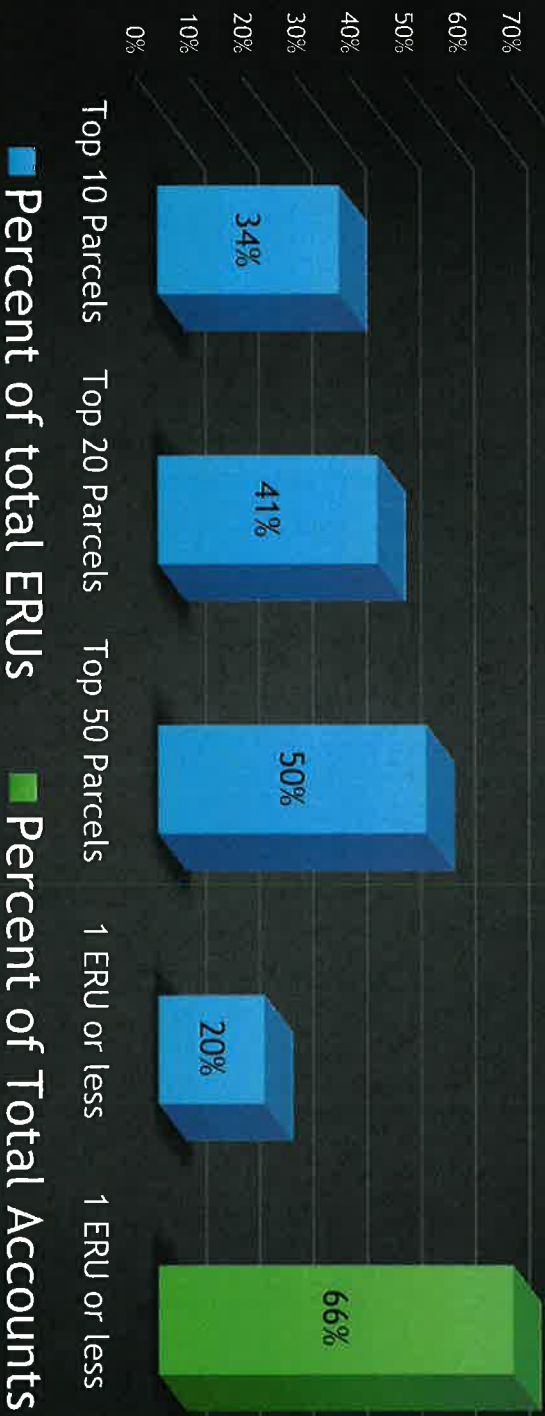 70%
60%
50%
40%
30%
20%
10%
0%
34%
41%
50%
20%
66%
Top 10 Parcels
Top 20 Parcels
Top 50 Parcels
1 ERU or less
1 ERU or less
Percent of total ERUs
Percent of Total Accounts